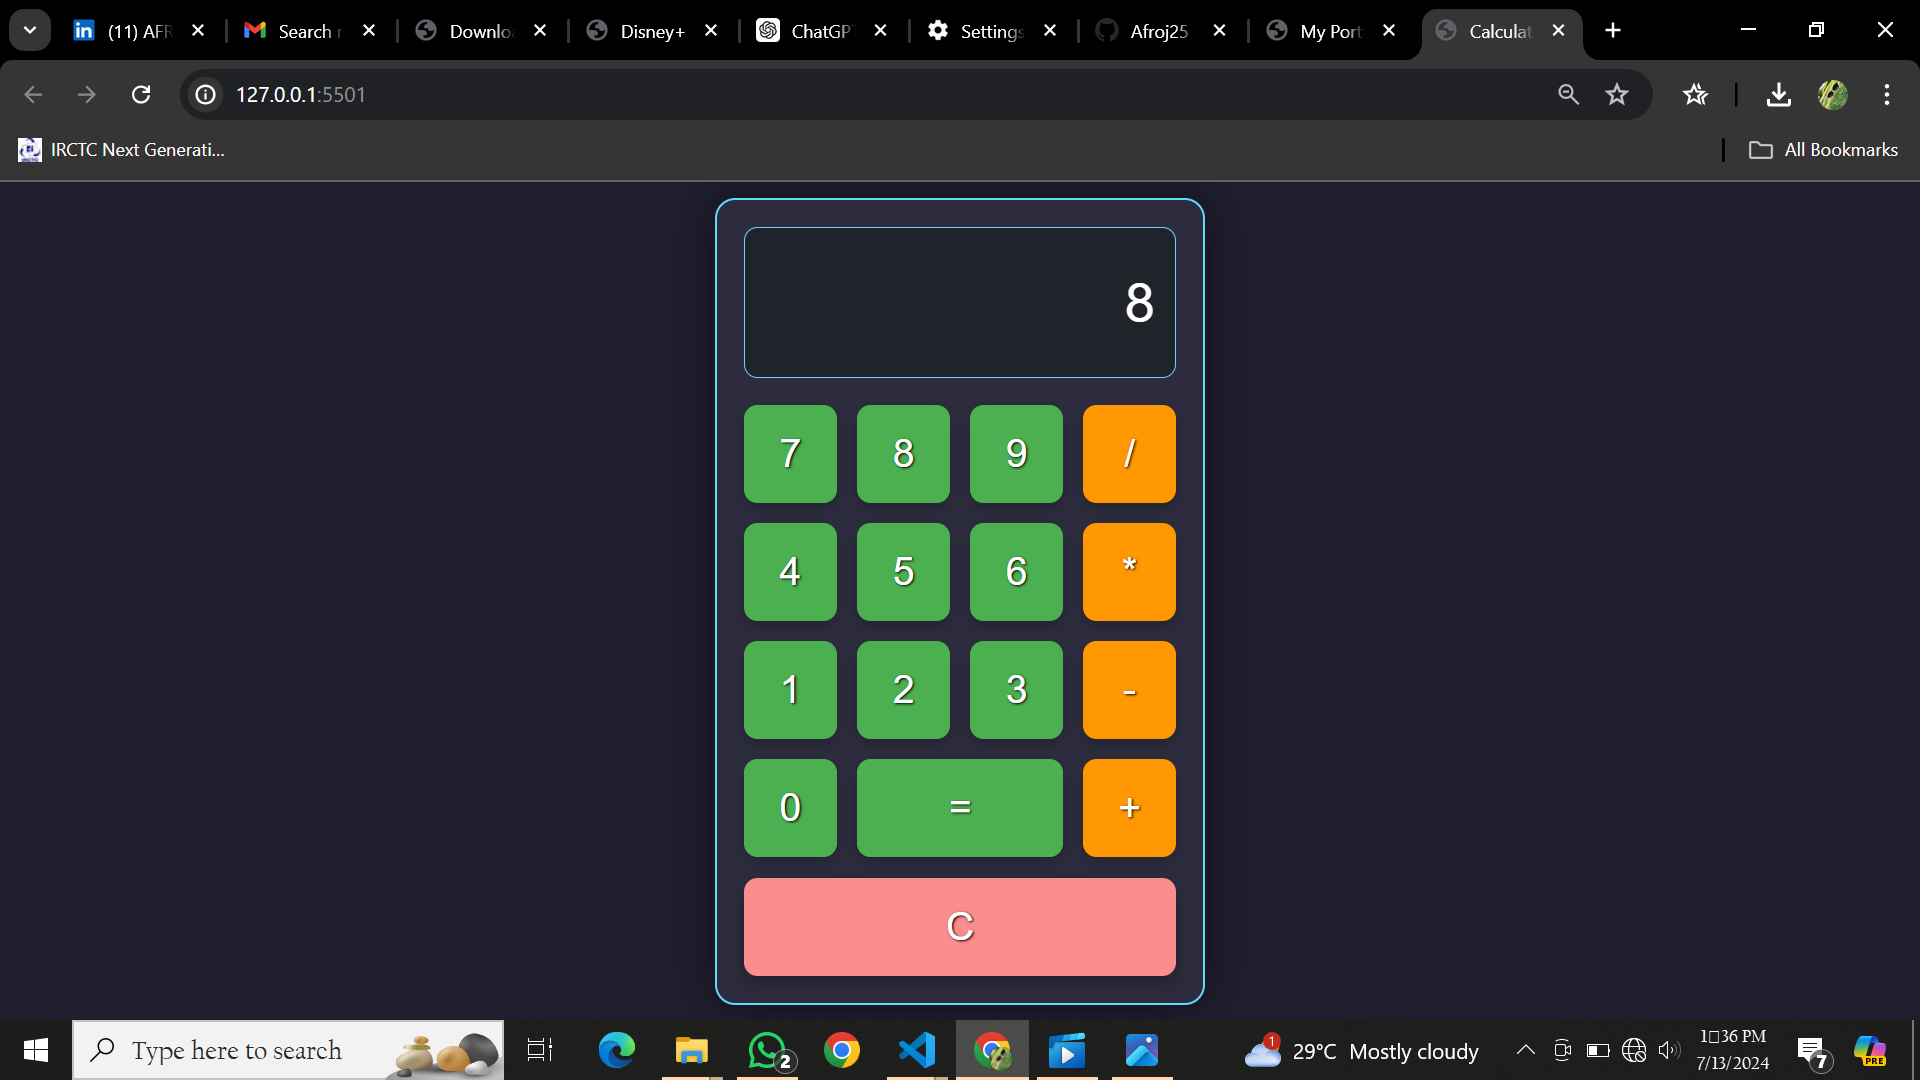 (11) AFR
Search r
Downlo
Disney+
ChatGPT
Settings
Afroj25
My Port
Calculat
127.0.0.1:5501
IRCTC Next Generati...
All Bookmarks
8
7 8 9 /
4 5 6 *
1 2 3 -
0 = +
C
Type here to search
2
1
29°C Mostly cloudy
1▯36 PM
7/13/2024
7
PRE